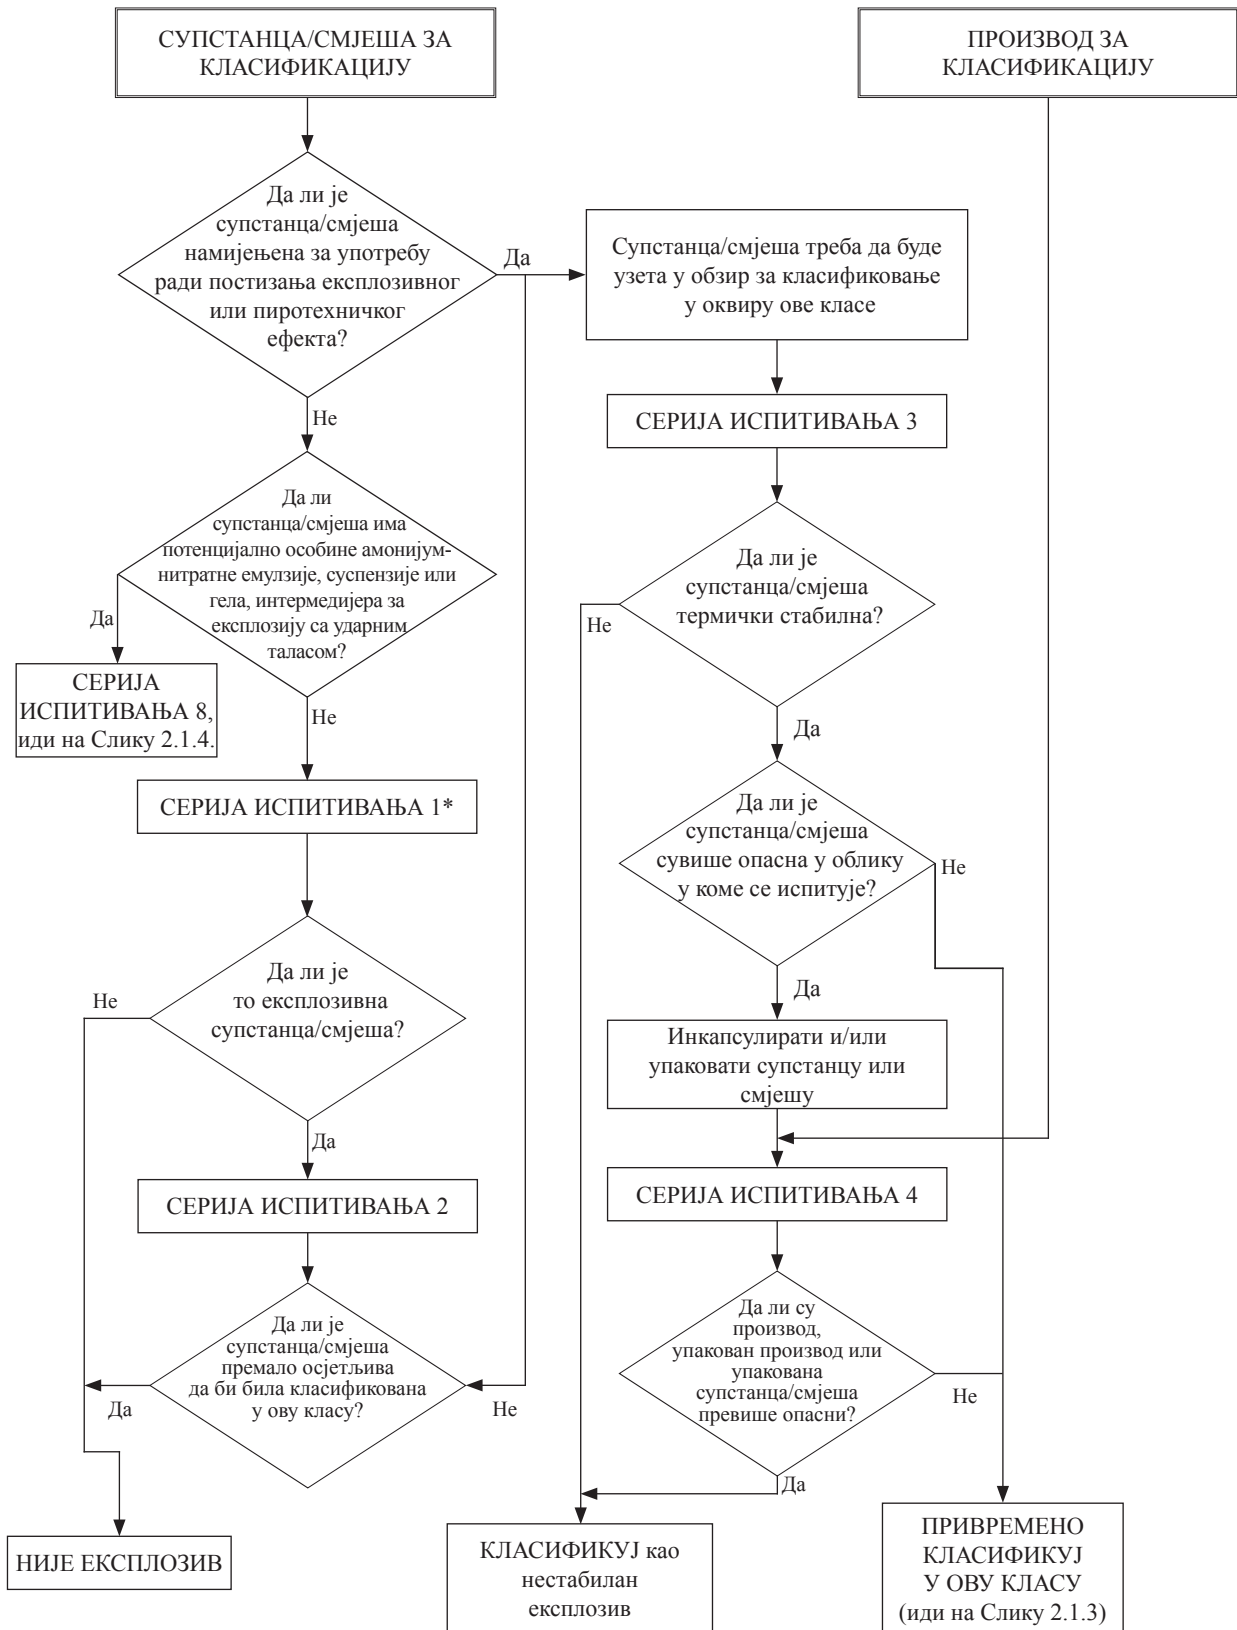 СУПСТАНЦА/СМЈЕША ЗА
КЛАСИФИКАЦИЈУ
ПРОИЗВОД ЗА
КЛАСИФИКАЦИЈУ
Да ли је
супстанца/смјеша
намијењена за употребу
ради постизања експлозивног
или пиротехничког
ефекта?
Да
Супстанца/смјеша треба да буде
узета у обзир за класификовање
у оквиру ове класе
Не
СЕРИЈА ИСПИТИВАЊА 3
Да ли
супстанца/смјеша има
потенцијално особине амонијум-
нитратне емулзије, суспензије или
гела, интермедијера за
експлозију са ударним
таласом?
Да
СЕРИЈА
ИСПИТИВАЊА 8,
иди на Слику 2.1.4.
Не
Да ли је
супстанца/смјеша
термички стабилна?
Не
Да
СЕРИЈА ИСПИТИВАЊА 1*
Да ли је
супстанца/смјеша
сувише опасна у облику
у коме се испитује?
Не
Да
Да ли је
то експлозивна
супстанца/смјеша?
Не
Да
Инкапсулирати и/или
упаковати супстанцу или
смјешу
СЕРИЈА ИСПИТИВАЊА 2
СЕРИЈА ИСПИТИВАЊА 4
Да ли је
супстанца/смјеша
премало осјетљива
да би била класификована
у ову класу?
Да
Не
Да ли су
производ,
упакован производ или
упакована
супстанца/смјеша
превише опасни?
Не
Да
НИЈЕ ЕКСПЛОЗИВ
КЛАСИФИКУЈ као
нестабилан
експлозив
ПРИВРЕМЕНО
КЛАСИФИКУЈ
У ОВУ КЛАСУ
(иди на Слику 2.1.3)